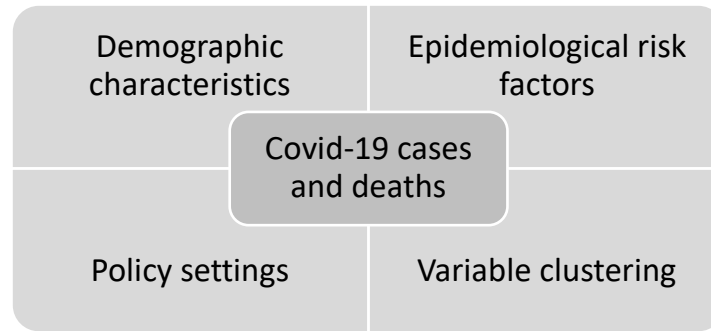 Demographic
characteristics
Epidemiological risk
factors
Covid-19 cases
and deaths
Policy settings
Variable clustering